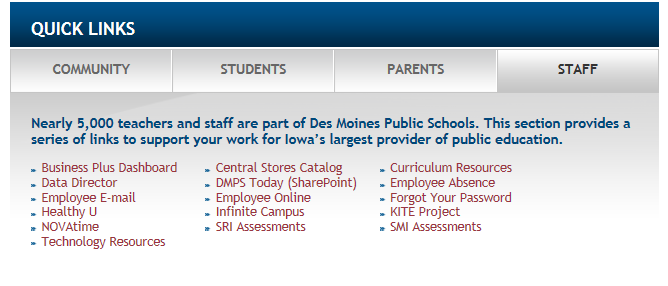 QUICK LINKS
COMMUNITY STUDENTS PARENTS STAFF
Nearly 5,000 teachers and staff are part of Des Moines Public Schools. This section provides a
series of links to support your work for Iowa's largest provider of public education.
Business Plus Dashboard
Data Director
Employee E-mail
Healthy U
NOVAtime
Technology Resources
Central Stores Catalog
DMPS Today (SharePoint)
Employee Online
Infinite Campus
SRI Assessments
Curriculum Resources
Employee Absence
Forgot Your Password
KITE Project
SMI Assessments